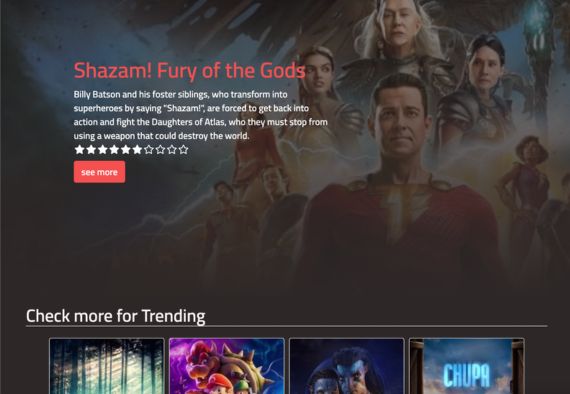 Shazam! Fury of the Gods
Billy Batson and his foster siblings, who transform into
superheroes by saying "Shazam!", are forced to get back into
action and fight the Daughters of Atlas, who they must stop from
using a weapon that could destroy the world.
see more
Check more for Trending
CHUPA